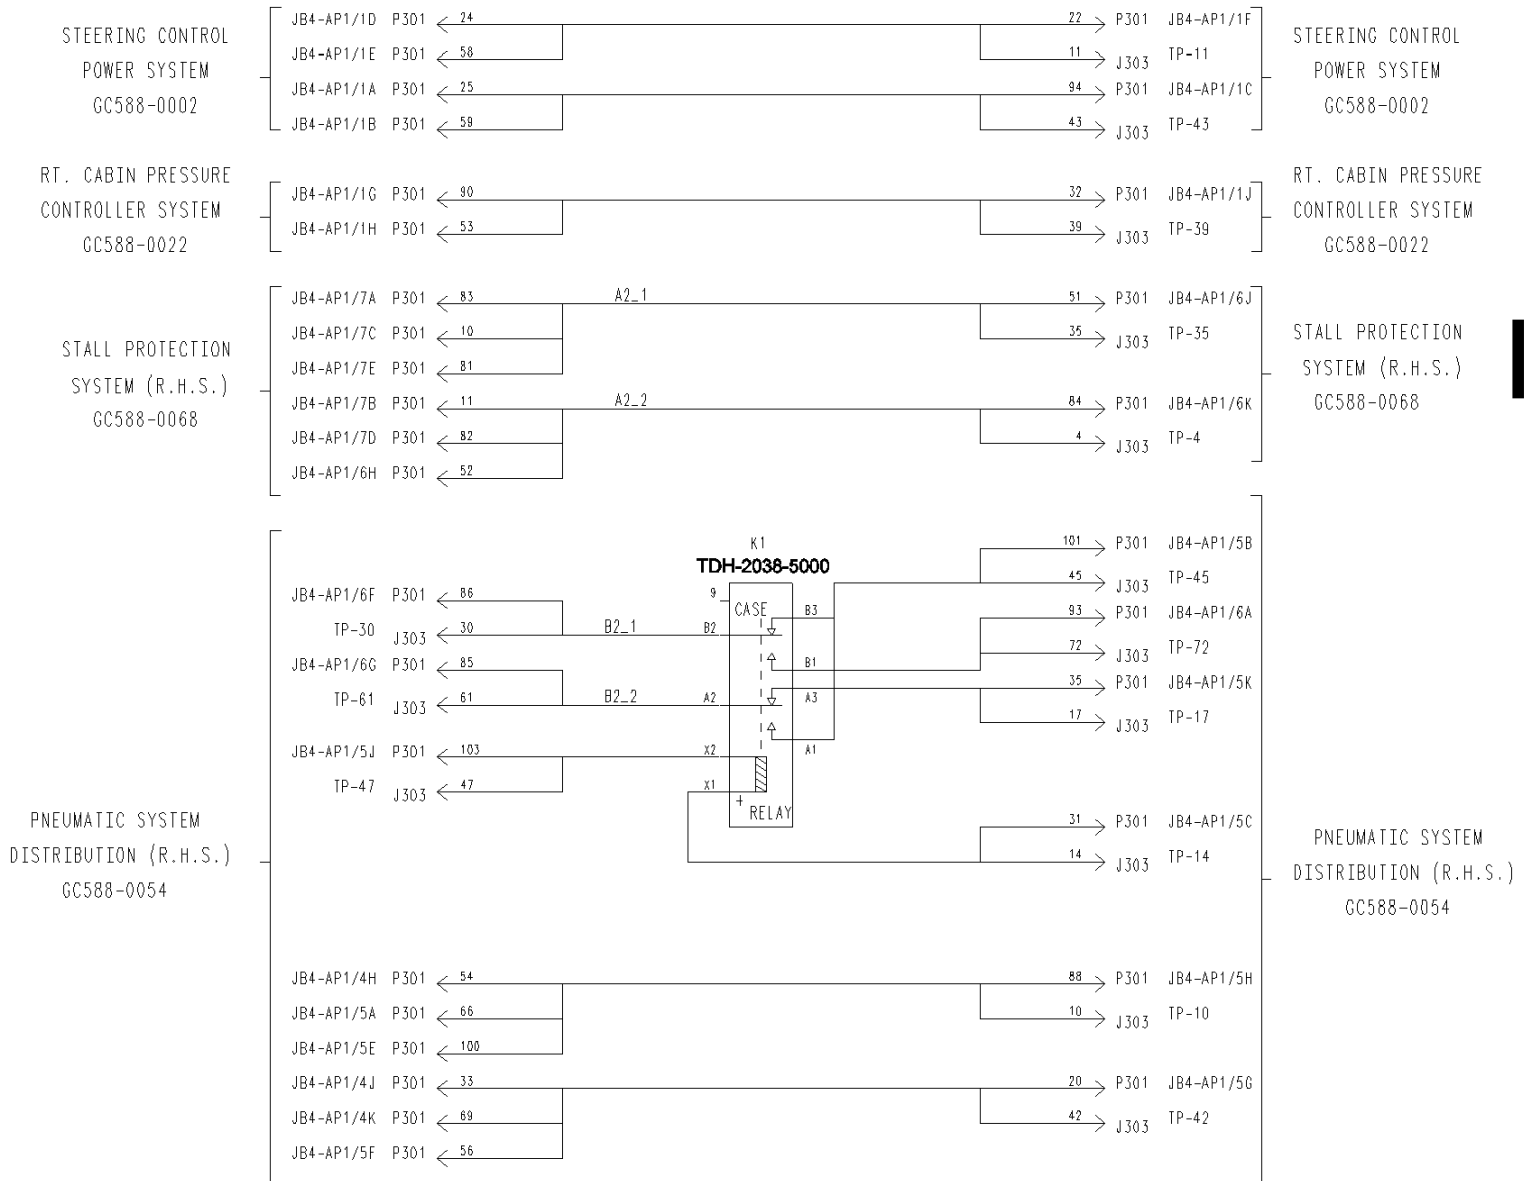 JB4-AP1/1D P301 24 22 P301 JB4-AP1/1F
STEERING CONTROL STEERING CONTROL
JB4-AP1/1E P301 58 11 J303 TP-11
POWER SYSTEM POWER SYSTEM
JB4-AP1/1A P301 25 94 P301 JB4-AP1/1C
GC588-0002 GC588-0002
JB4-AP1/1B P301 59 43 J303 TP-43
RT. CABIN PRESSURE RT. CABIN PRESSURE
JB4-AP1/1G P301 90 32 P301 JB4-AP1/1J
CONTROLLER SYSTEM CONTROLLER SYSTEM
JB4-AP1/1H P301 53 39 J303 TP-39
GC588-0022 GC588-0022
JB4-AP1/7A P301 83 A2_1 51 P301 JB4-AP1/6J
JB4-AP1/7C P301 10 35 J303 TP-35
STALL PROTECTION STALL PROTECTION
JB4-AP1/7E P301 81
SYSTEM (R.H.S.) SYSTEM (R.H.S.)
JB4-AP1/7B P301 11 A2_2 84 P301 JB4-AP1/6K
GC588-0068 GC588-0068
JB4-AP1/7D P301 82 4 J303 TP-4
JB4-AP1/6H P301 52
K1 101 P301 JB4-AP1/5B
TDH-2038-5000
45 J303 TP-45
JB4-AP1/6F P301 86 9
CASE B3 93 P301 JB4-AP1/6A
TP-30 J303 30 B2_1 B2
72 J303 TP-72
JB4-AP1/6G P301 85 B1
35 P301 JB4-AP1/5K
TP-61 J303 61 B2_2 A2 A3
17 J303 TP-17
JB4-AP1/5J P301 103 X2 A1
TP-47 J303 47 X1
+ RELAY
31 P301 JB4-AP1/5C
PNEUMATIC SYSTEM PNEUMATIC SYSTEM
14 J303 TP-14
DISTRIBUTION (R.H.S.) DISTRIBUTION (R.H.S.)
GC588-0054 GC588-0054
JB4-AP1/4H P301 54 88 P301 JB4-AP1/5H
JB4-AP1/5A P301 66 10 J303 TP-10
JB4-AP1/5E P301 100
JB4-AP1/4J P301 33 20 P301 JB4-AP1/5G
JB4-AP1/4K P301 69 42 J303 TP-42
JB4-AP1/5F P301 56